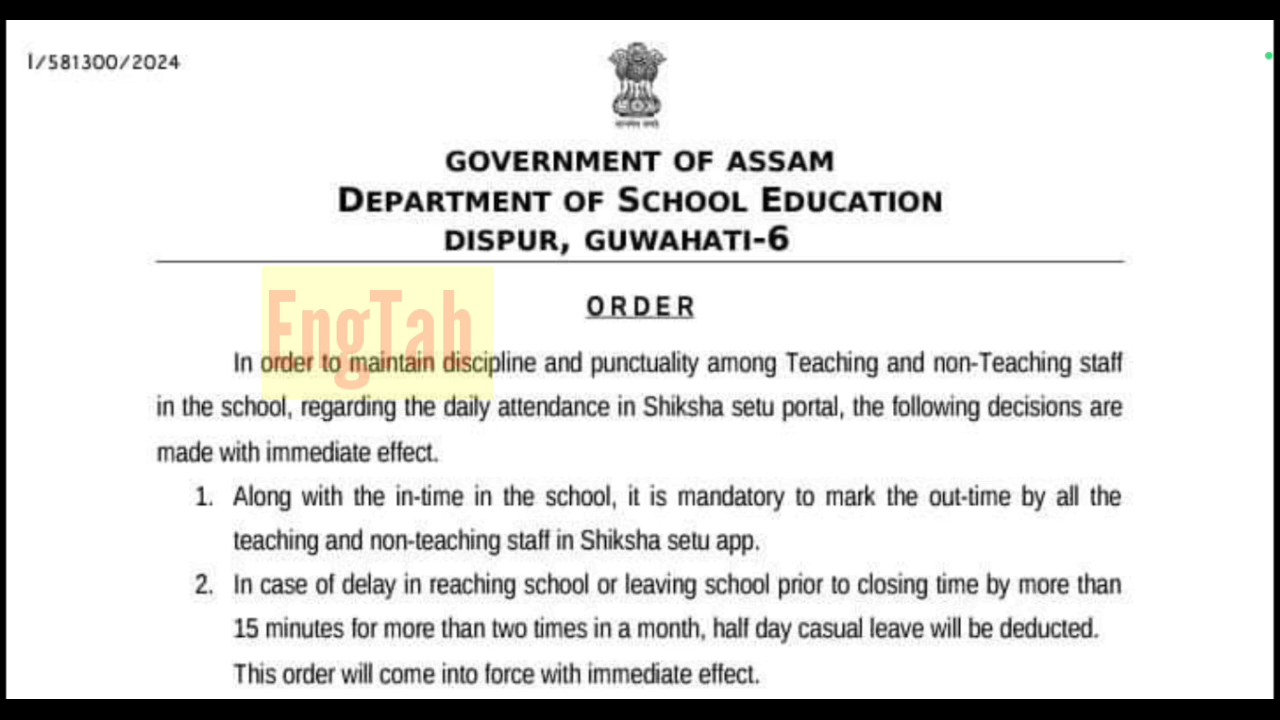 I/581300/2024
GOVERNMENT OF ASSAM
DEPARTMENT OF SCHOOL EDUCATION
DISPUR, GUWAHATI-6
ORDER
EngTab
In order to maintain discipline and punctuality among Teaching and non-Teaching staff
in the school, regarding the daily attendance in Shiksha setu portal, the following decisions are
made with immediate effect.
1. Along with the in-time in the school, it is mandatory to mark the out-time by all the
teaching and non-teaching staff in Shiksha setu app.
2. In case of delay in reaching school or leaving school prior to closing time by more than
15 minutes for more than two times in a month, half day casual leave will be deducted.
This order will come into force with immediate effect.